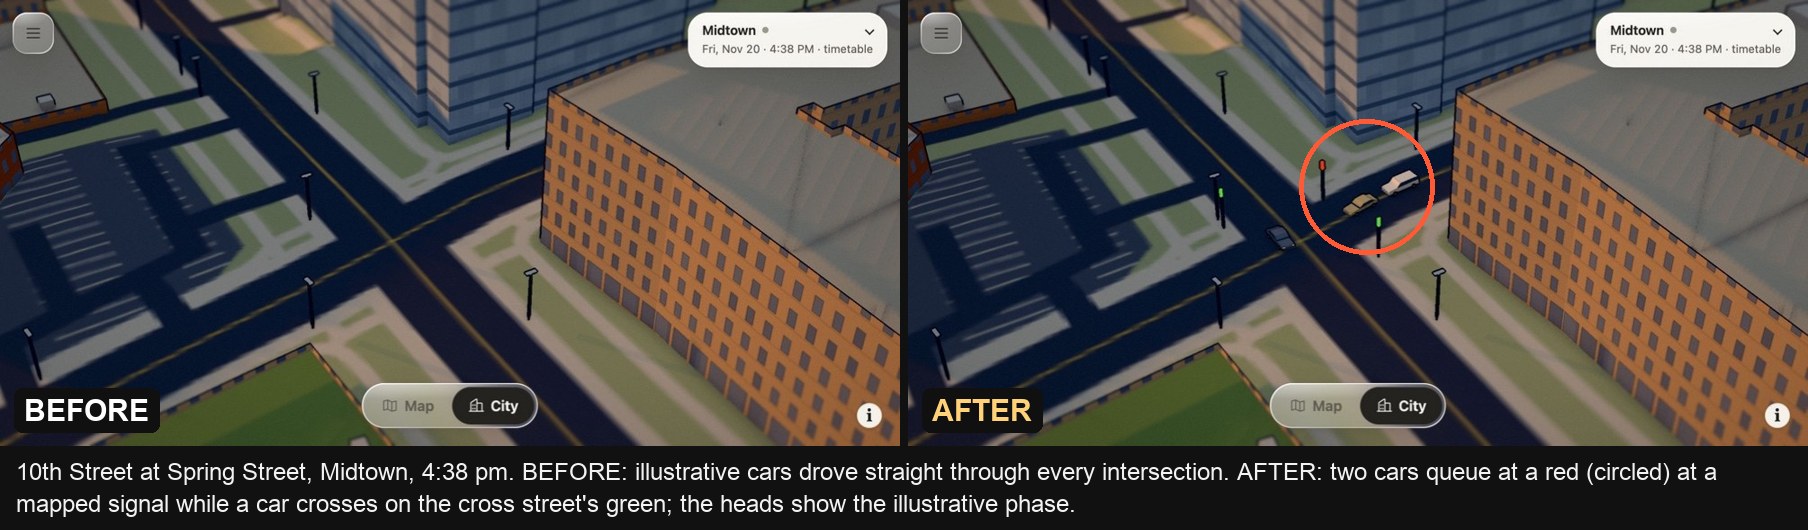 Midtown
Fri, Nov 20 · 4:38 PM · timetable
Map
City
i
BEFORE
Midtown
Fri, Nov 20 · 4:38 PM · timetable
Map
City
i
AFTER
10th Street at Spring Street, Midtown, 4:38 pm. BEFORE: illustrative cars drove straight through every intersection. AFTER: two cars queue at a red (circled) at a
mapped signal while a car crosses on the cross street's green; the heads show the illustrative phase.